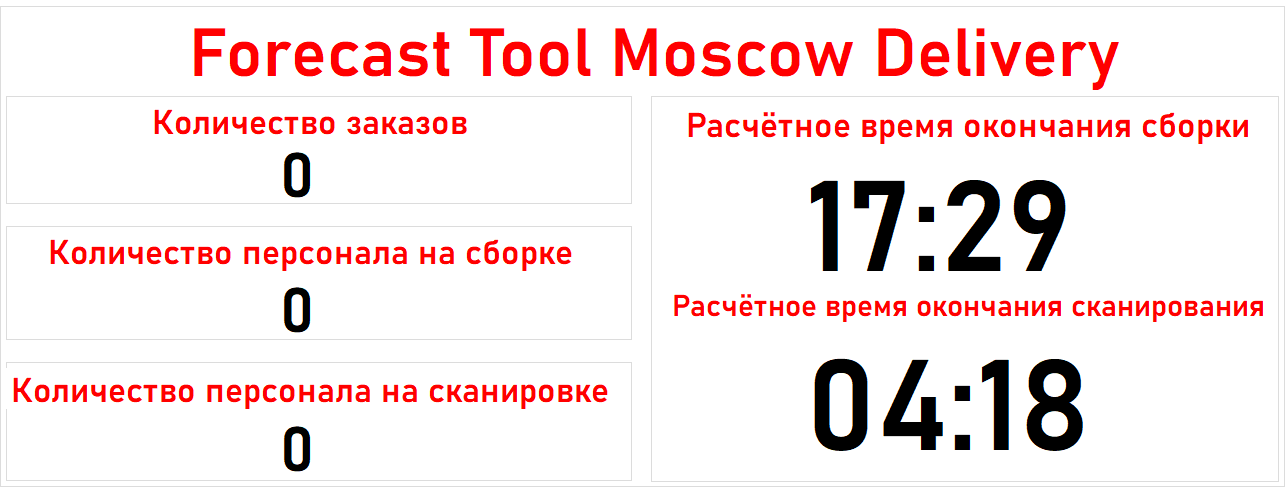 Forecast Tool Moscow Delivery
Количество заказов
0
Количество персонала на сборке
0
Количество персонала на сканировке
0
Расчётное время окончания сборки
17:29
Расчётное время окончания сканирования
04:18